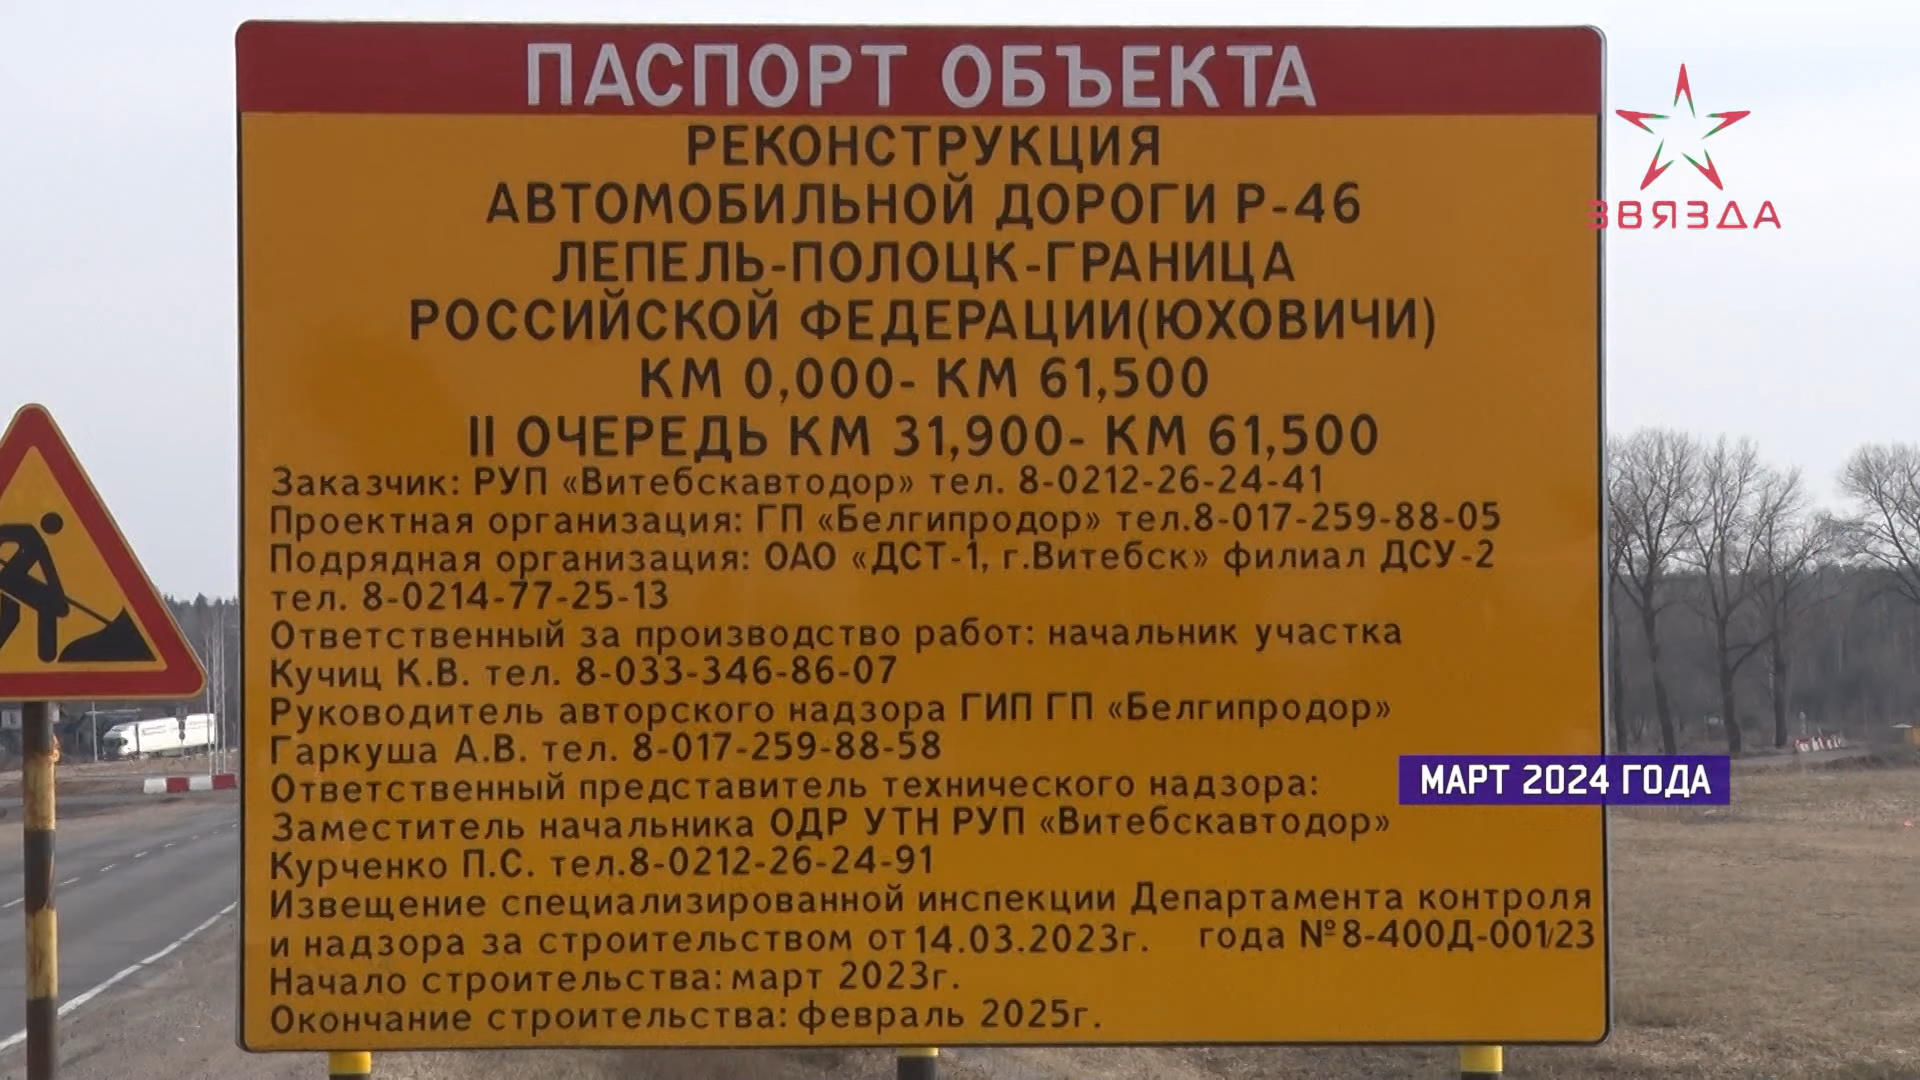 ПАСПОРТ ОБЪЕКТА
РЕКОНСТРУКЦИЯ
АВТОМОБИЛЬНОЙ ДОРОГИ Р-46
ЛЕПЕЛЬ-ПОЛОЦК-ГРАНИЦА
РОССИЙСКОЙ ФЕДЕРАЦИИ(ЮХОВИЧИ)
КМ 0,000- КМ 61,500
II ОЧЕРЕДЬ КМ 31,900- КМ 61,500
Заказчик: РУП «Витебскавтодор» тел. 8-0212-26-24-41
Проектная организация: ГП «Белгипродор» тел.8-017-259-88-05
Подрядная организация: ОАО «ДСТ-1, г.Витебск» филиал ДСУ-2
тел. 8-0214-77-25-13
Ответственный за производство работ: начальник участка
Кучиц К.В. тел. 8-033-346-86-07
Руководитель авторского надзора ГИП ГП «Белгипродор»
Гаркуша А.В. тел. 8-017-259-88-58
Ответственный представитель технического надзора:
Заместитель начальника ОДР УТН РУП «Витебскавтодор»
Курченко П.С. тел.8-0212-26-24-91
Извещение специализированной инспекции Департамента контроля
и надзора за строительством от 14.03.2023г. года №8-400Д-001/23
Начало строительства: март 2023г.
Окончание строительства: февраль 2025г.
ЗВЯЗДА
МАРТ 2024 ГОДА